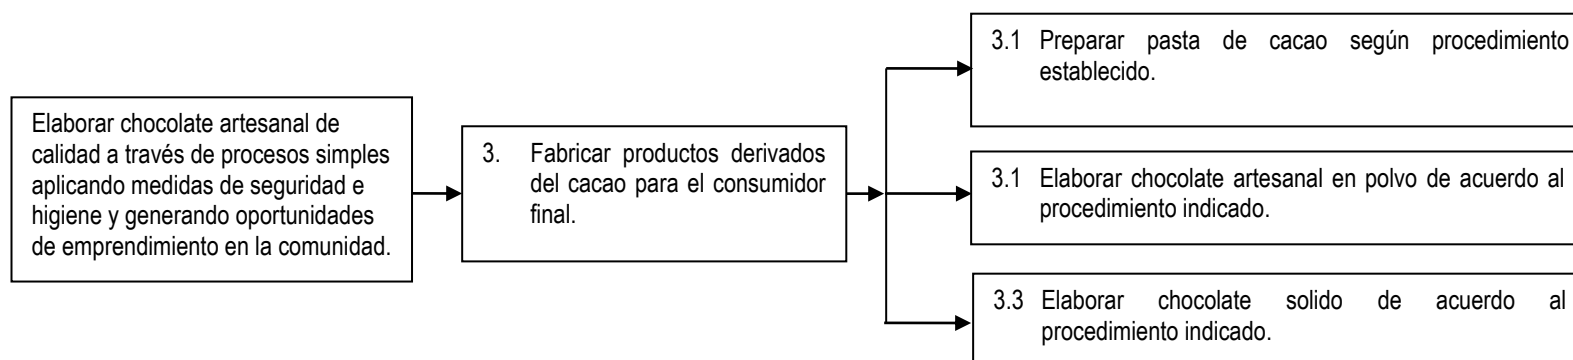 Elaborar chocolate artesanal de
calidad a través de procesos simples
aplicando medidas de seguridad e
higiene y generando oportunidades
de emprendimiento en la comunidad.
3. Fabricar productos derivados
del cacao para el consumidor
final.
3.1 Preparar pasta de cacao según procedimiento
establecido.
3.1 Elaborar chocolate artesanal en polvo de acuerdo al
procedimiento indicado.
3.3 Elaborar chocolate solido de acuerdo al
procedimiento indicado.